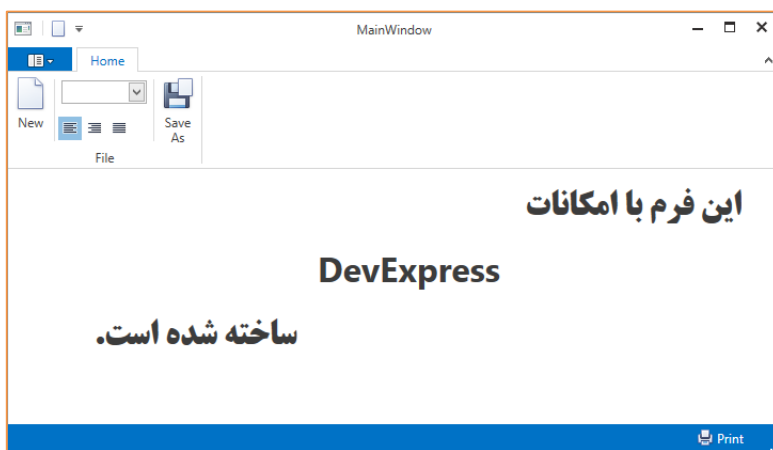 MainWindow
Home
New
Save As
File
این فرم با امکانات
DevExpress
ساخته شده است.
Print